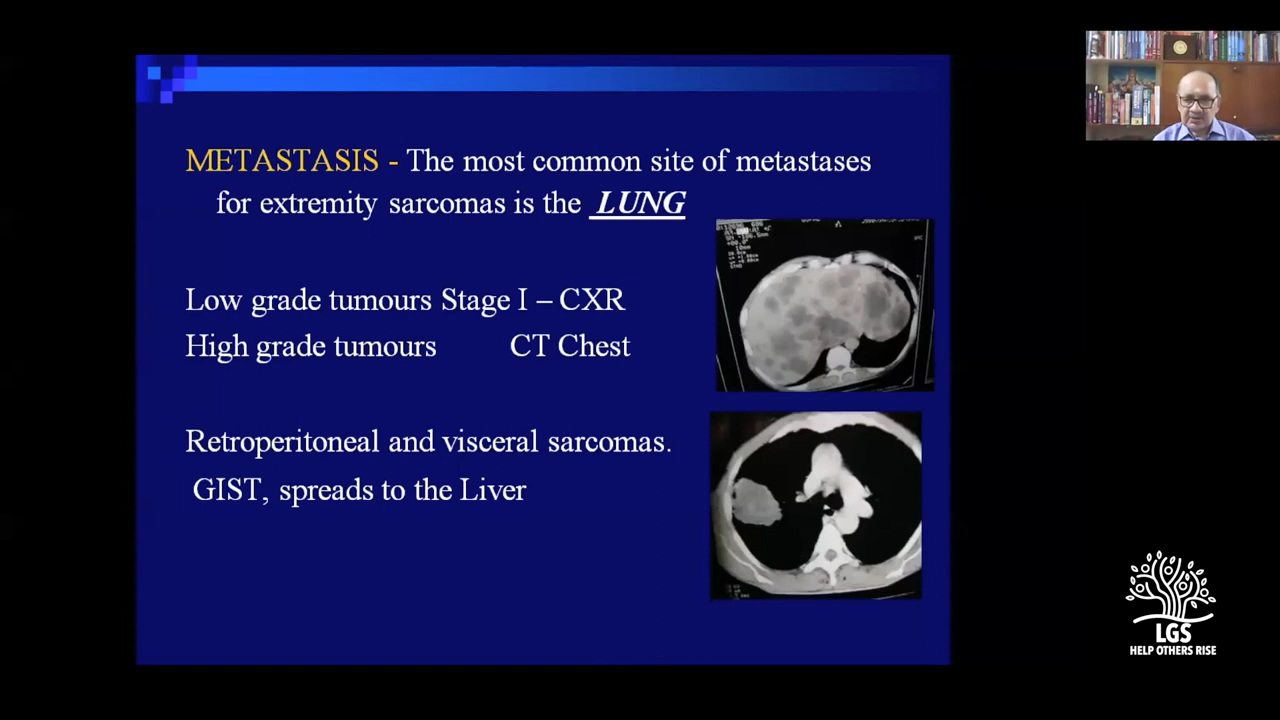 METASTASIS - The most common site of metastases
for extremity sarcomas is the LUNG
Low grade tumours Stage I – CXR
High grade tumours CT Chest
Retroperitoneal and visceral sarcomas.
GIST, spreads to the Liver
LGS
HELP OTHERS RISE